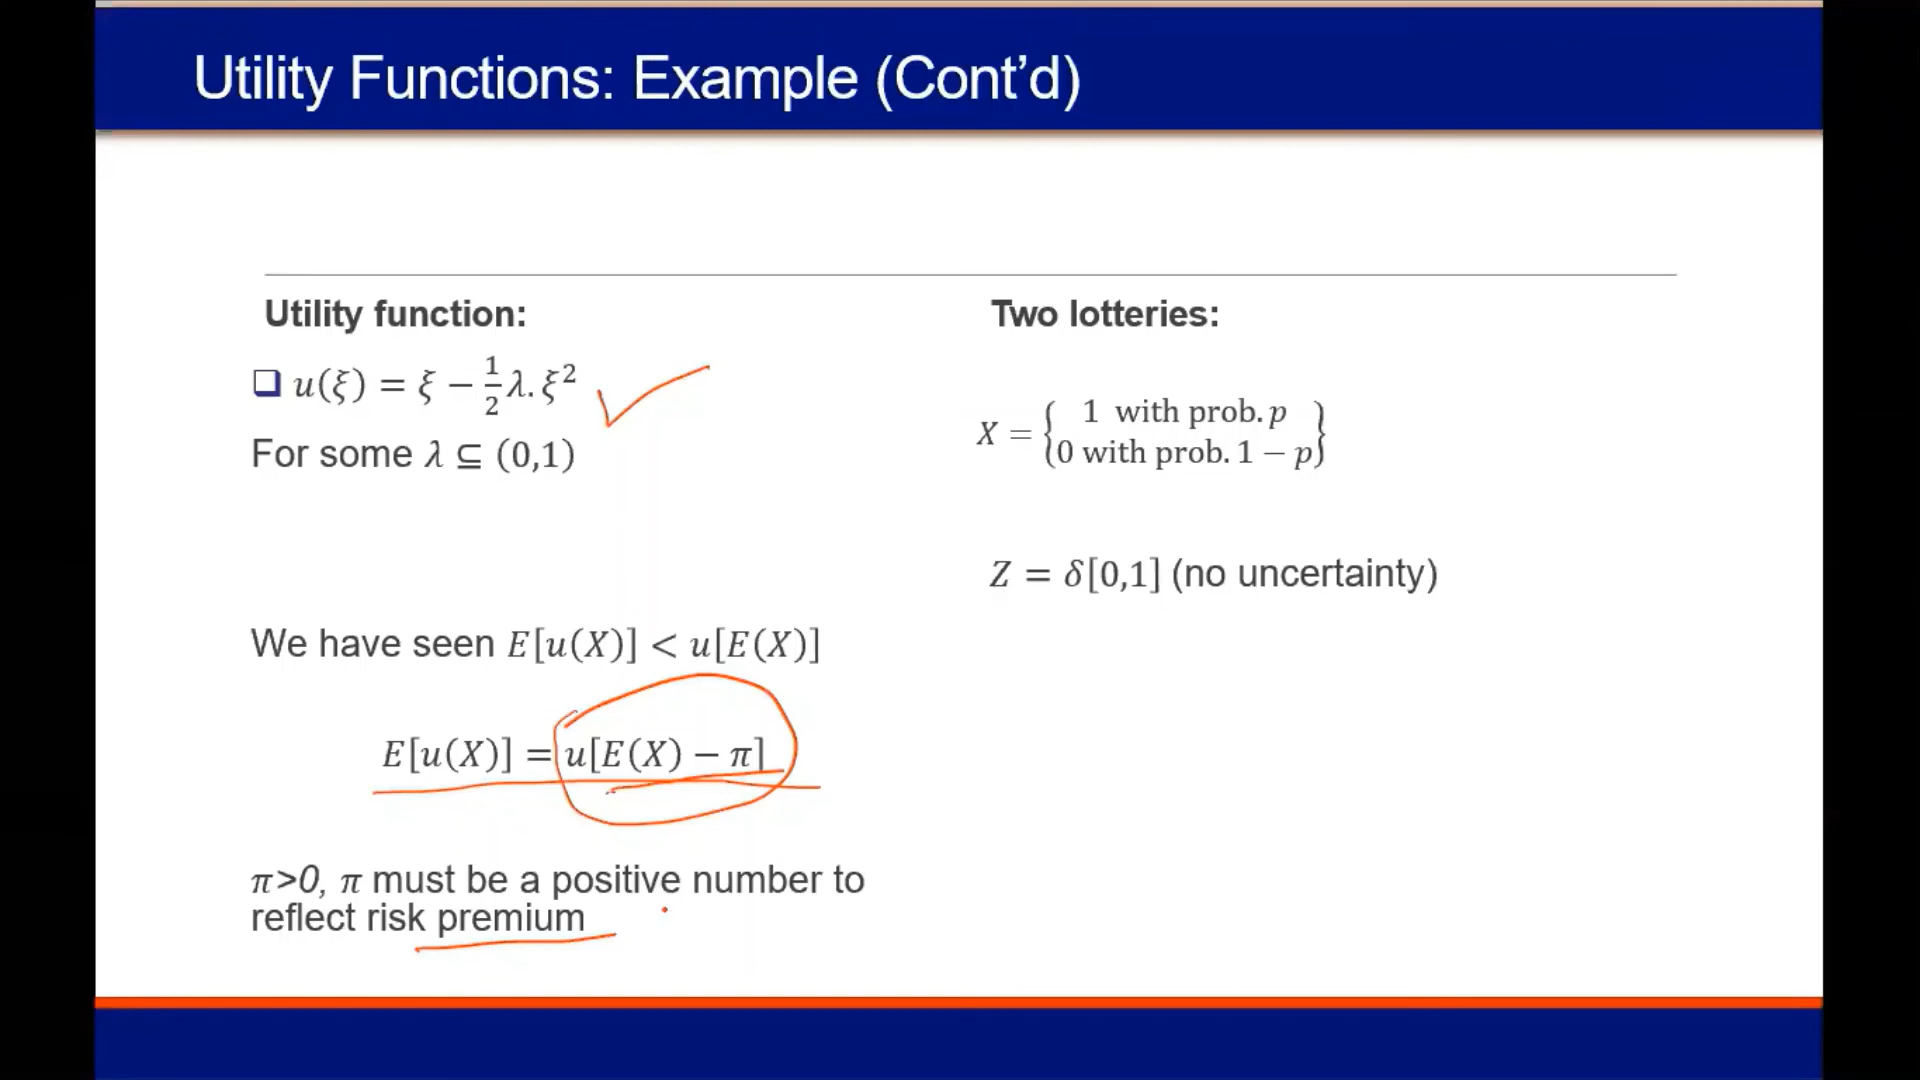 Utility Functions: Example (Cont’d)
Utility function:
u(ξ) = ξ − 1/2 λ. ξ²
For some λ ⊆ (0,1)
We have seen E[u(X)] < u[E(X)]
E[u(X)] = u[E(X) − π]
π>0, π must be a positive number to
reflect risk premium
Two lotteries:
X = { 1 with prob. p
0 with prob. 1 − p }
Z = δ[0,1] (no uncertainty)